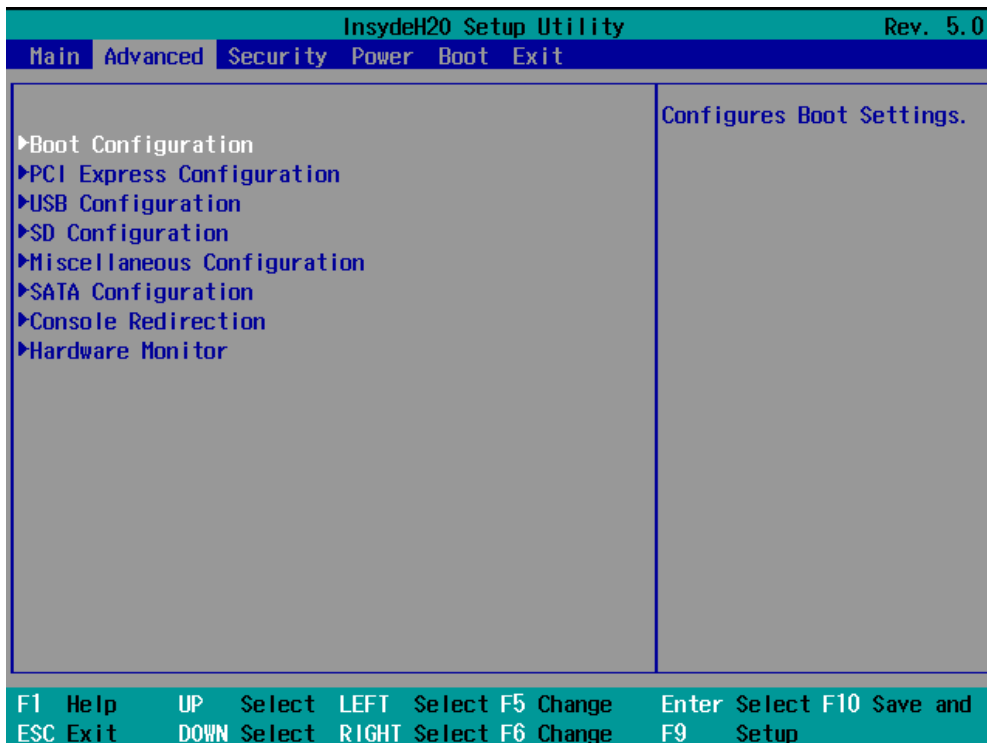 InsydeH20 Setup Utility Rev. 5.0
Main Advanced Security Power Boot Exit
Configures Boot Settings.
▶Boot Configuration
▶PCI Express Configuration
▶USB Configuration
▶SD Configuration
▶Miscellaneous Configuration
▶SATA Configuration
▶Console Redirection
▶Hardware Monitor
F1 Help UP Select LEFT Select F5 Change Enter Select F10 Save and
ESC Exit DOWN Select RIGHT Select F6 Change F9 Setup